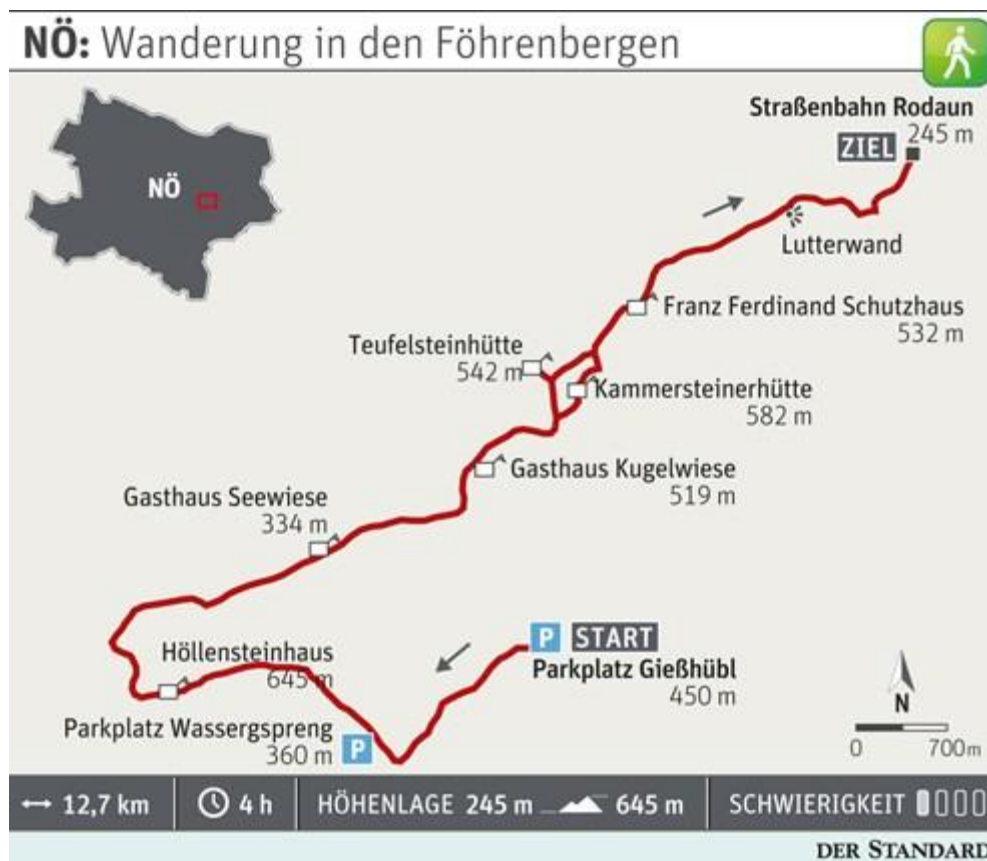 NÖ: Wanderung in den Föhrenbergen
NÖ
Straßenbahn Rodaun
245 m
ZIEL
Lutterwand
Franz Ferdinand Schutzhaus
532 m
Teufelsteinhütte
542 m
Kammersteinerhütte
582 m
Gasthaus Kugelwiese
519 m
Gasthaus Seewiese
334 m
P START
Parkplatz Gießhübl
450 m
Höllensteinhaus
645 m
Parkplatz Wassergspreng
360 m P
N
0 700m
12,7 km 4 h HÖHENLAGE 245 m 645 m SCHWIERIGKEIT
DER STANDARD